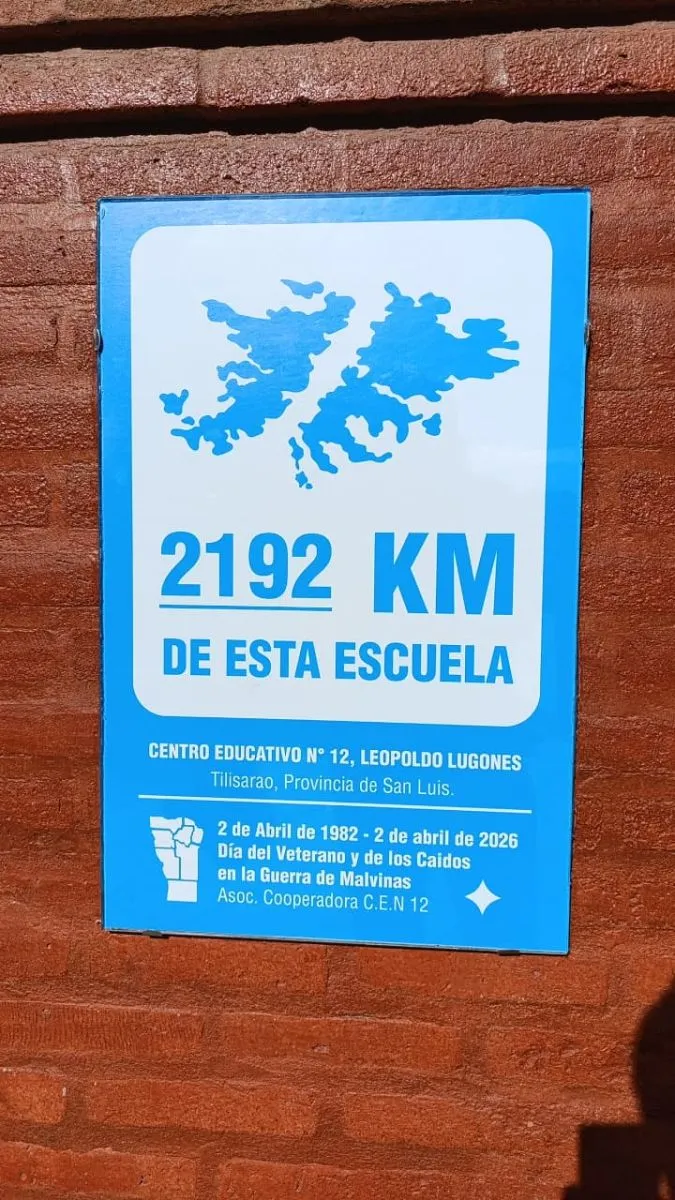 2192 KM
DE ESTA ESCUELA
CENTRO EDUCATIVO N° 12, LEOPOLDO LUGONES
Tilisarao, Provincia de San Luis.
2 de Abril de 1982 - 2 de abril de 2026
Día del Veterano y de los Caidos
en la Guerra de Malvinas
Asoc. Cooperadora C.E.N 12